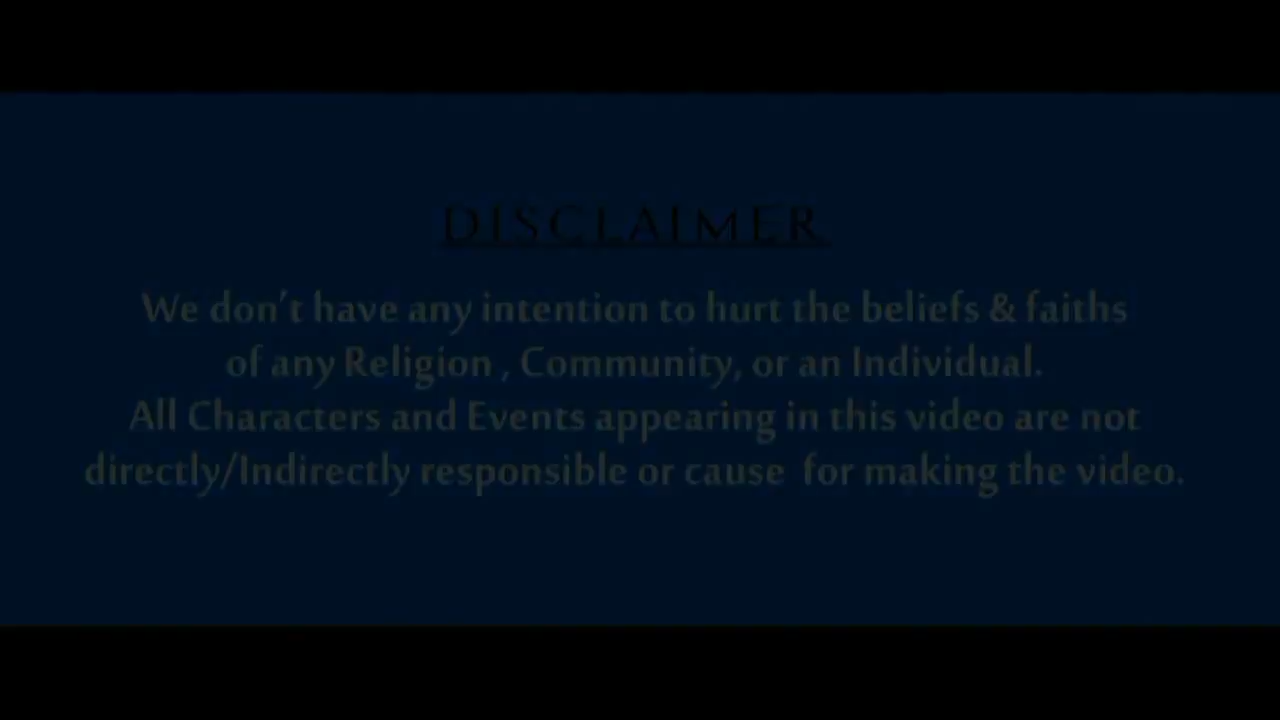 DISCLAIMER
We don't have any intention to hurt the beliefs & faiths
of any Religion , Community, or an Individual.
All Characters and Events appearing in this video are not
directly/Indirectly responsible or cause for making the video.